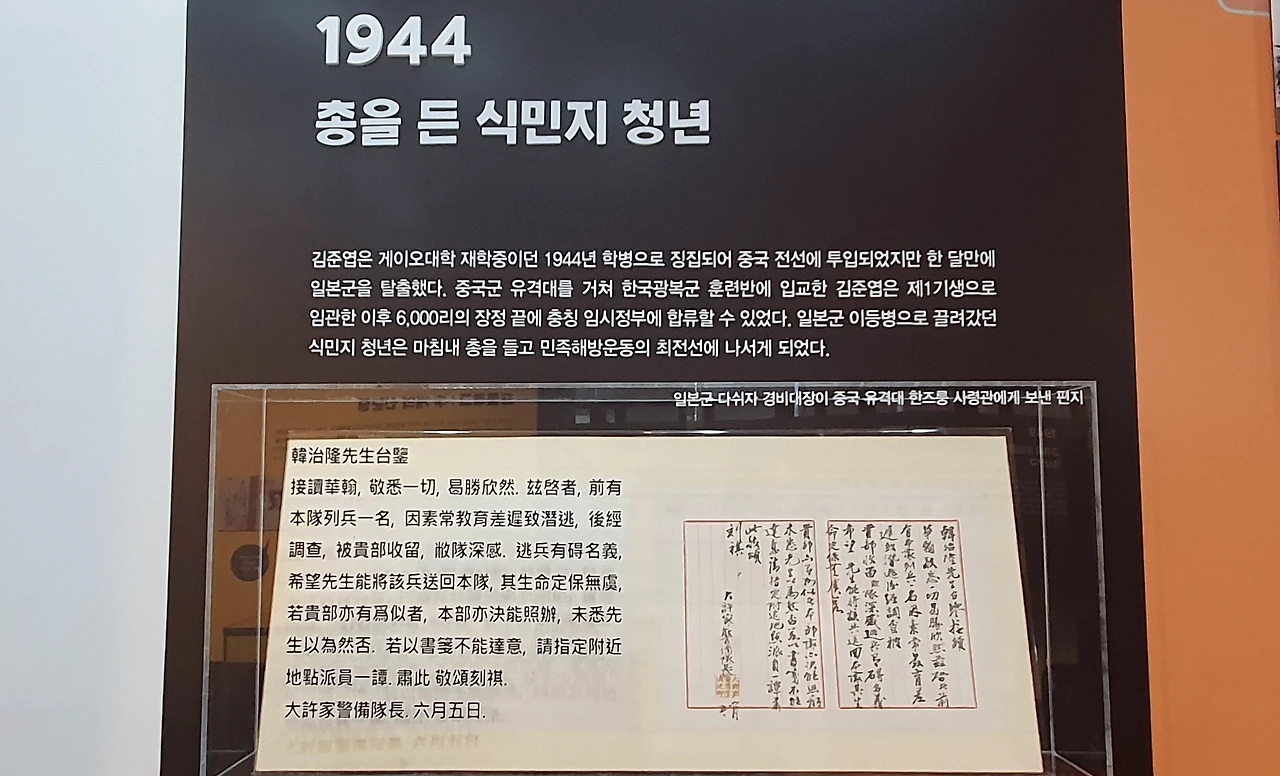 1944
총을 든 식민지 청년
김준엽은 게이오대학 재학중이던 1944년 학병으로 징집되어 중국 전선에 투입되었지만 한 달만에
일본군을 탈출했다. 중국군 유격대를 거쳐 한국광복군 훈련반에 입교한 김준엽은 제1기생으로
임관한 이후 6,000리의 장정 끝에 충칭 임시정부에 합류할 수 있었다. 일본군 이등병으로 끌려갔던
식민지 청년은 마침내 총을 들고 민족해방운동의 최전선에 나서게 되었다.
일본군 다쉬자 경비대장이 중국 유격대 한즈룽 사령관에게 보낸 편지
韓治隆先生台鑒
接讀華翰, 敬悉一切, 曷勝欣然. 玆啓者, 前有
本隊列兵一名, 因素常教育差遲致潛逃, 後經
調查, 被貴部收留, 敝隊深感. 逃兵有碍名義,
希望先生能將該兵送回本隊, 其生命定保無虞,
若貴部亦有爲似者, 本部亦決能照辦, 未悉先
生以為然否. 若以書箋不能達意, 請指定附近
地點派員一譚. 肅此 敬頌刻祺.
大許家警備隊長. 六月五日.